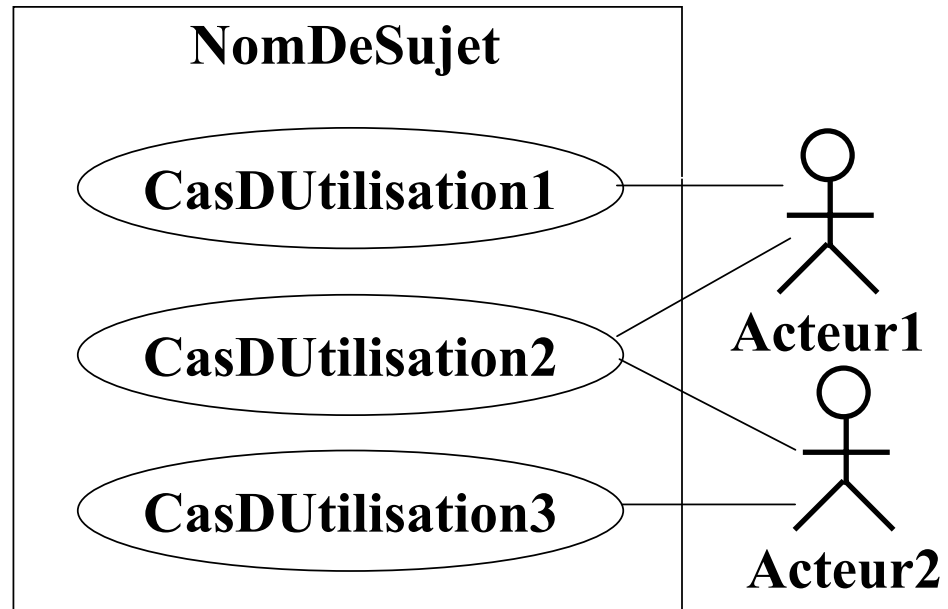 NomDeSujet
CasDUtilisation1
CasDUtilisation2
CasDUtilisation3
Acteur1
Acteur2